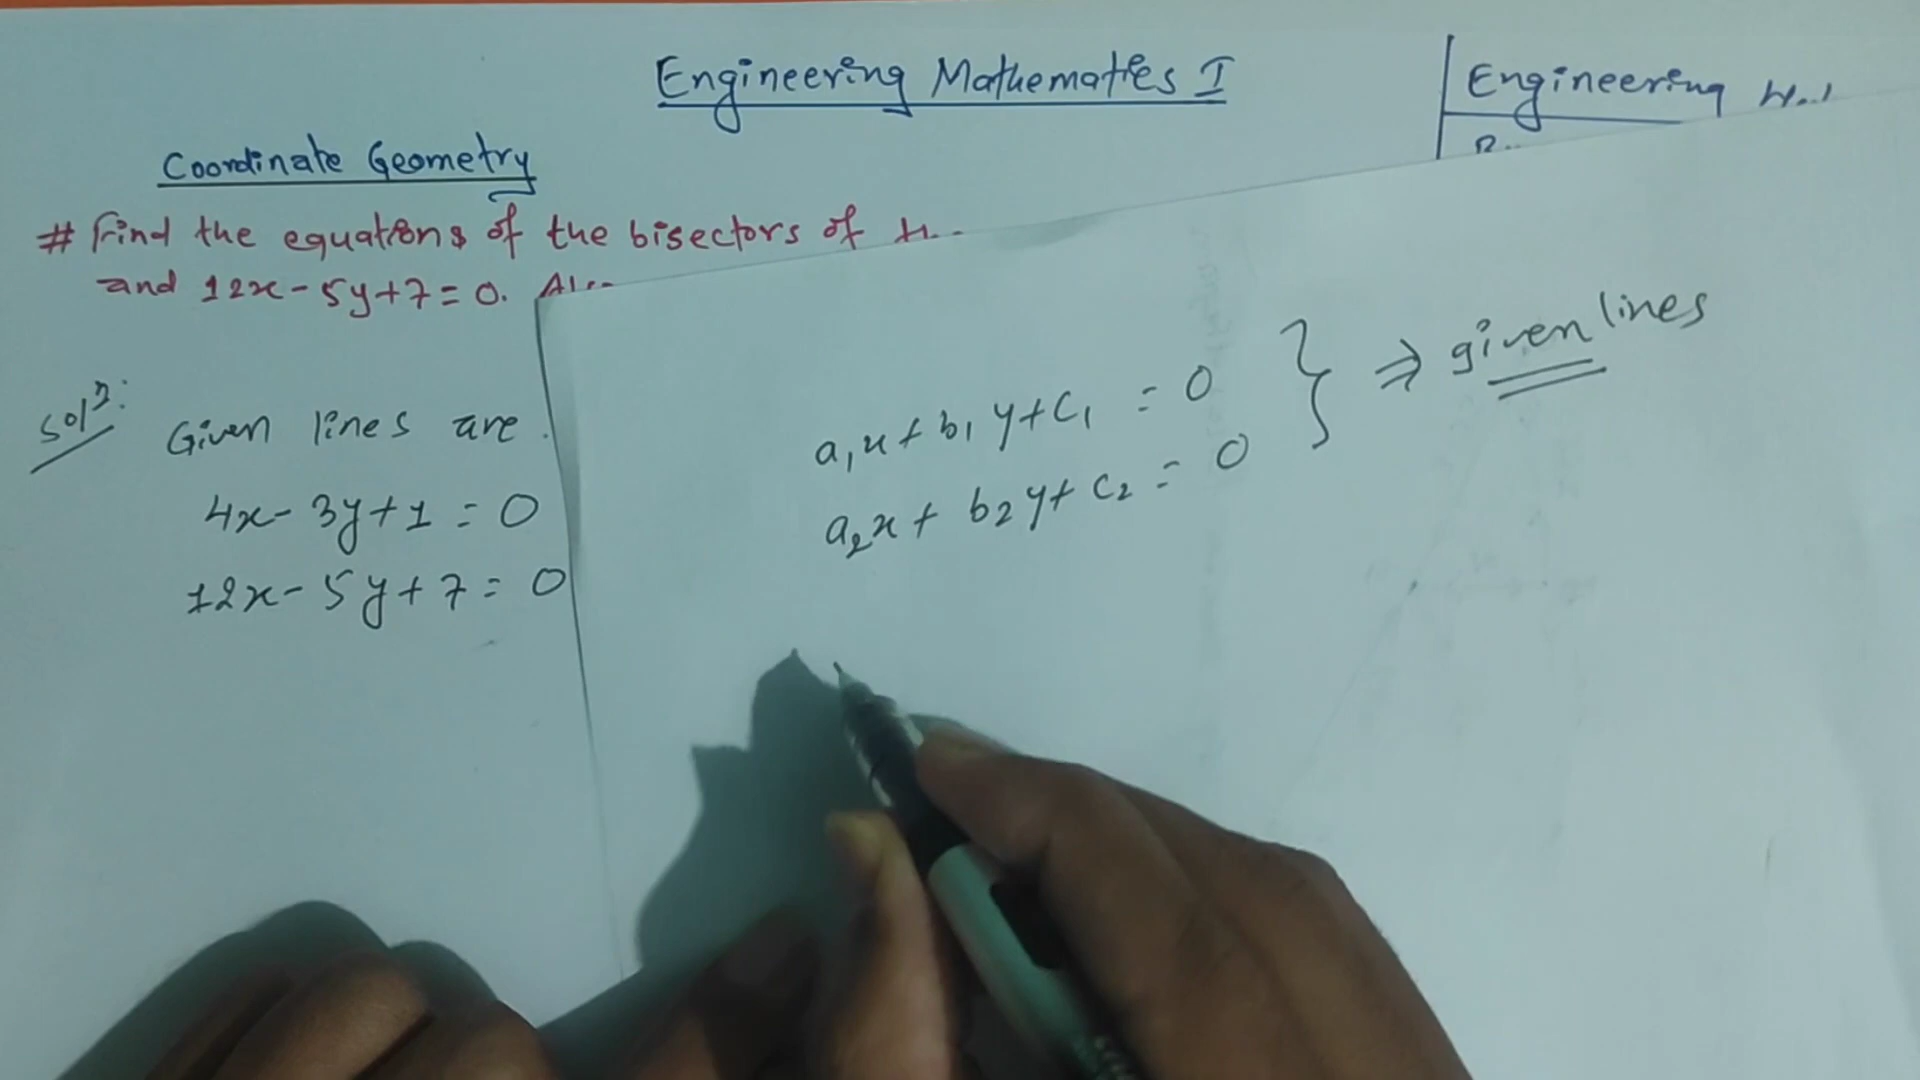 Engineering Mathematics I
Engineering
Coordinate Geometry
# Find the equations of the bisectors of
and 12x - 5y + 7 = 0.
Solⁿ:
Given lines are
4x - 3y + 1 = 0
12x - 5y + 7 = 0
a₁x + b₁y + c₁ = 0
a₂x + b₂y + c₂ = 0
} ⇒ given lines